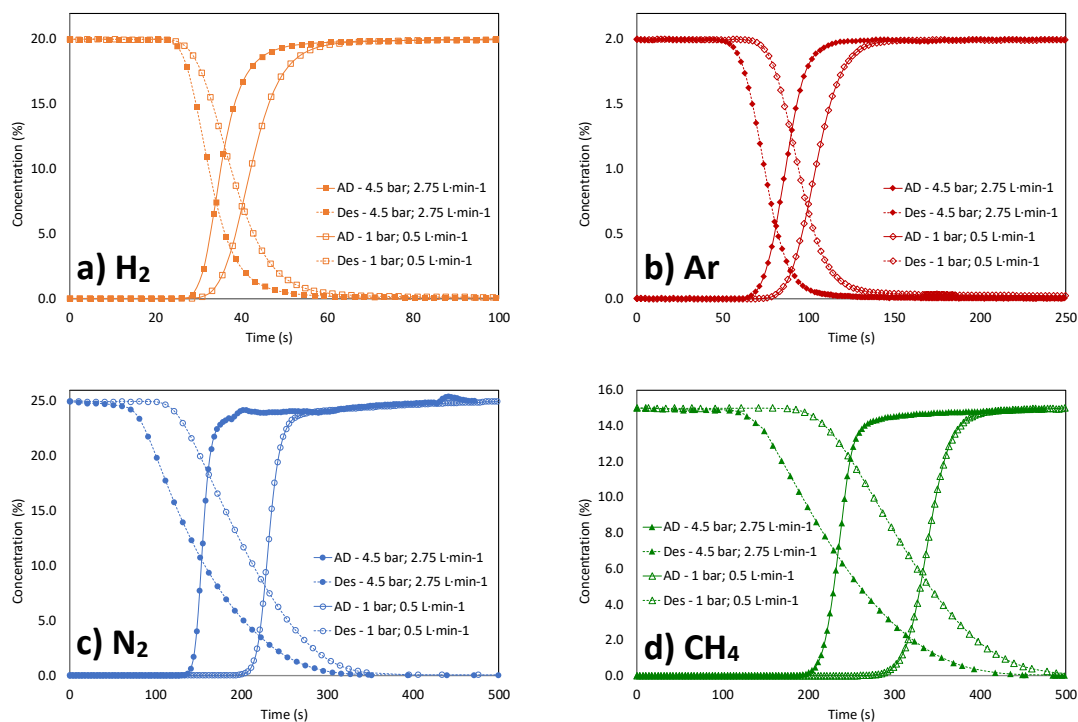 20.0
15.0
10.0
5.0
0.0
Concentration (%)
AD - 4.5 bar; 2.75 L·min-1
Des - 4.5 bar; 2.75 L·min-1
AD - 1 bar; 0.5 L·min-1
Des - 1 bar; 0.5 L·min-1
a) H2
0 20 40 60 80 100
Time (s)
2.0
1.5
1.0
0.5
0.0
Concentration (%)
AD - 4.5 bar; 2.75 L·min-1
Des - 4.5 bar; 2.75 L·min-1
AD - 1 bar; 0.5 L·min-1
Des - 1 bar; 0.5 L·min-1
b) Ar
0 50 100 150 200 250
Time (s)
25.0
20.0
15.0
10.0
5.0
0.0
Concentration (%)
AD - 4.5 bar; 2.75 L·min-1
Des - 4.5 bar; 2.75 L·min-1
AD - 1 bar; 0.5 L·min-1
Des - 1 bar; 0.5 L·min-1
c) N2
0 100 200 300 400 500
Time (s)
16.0
14.0
12.0
10.0
8.0
6.0
4.0
2.0
0.0
Concentration (%)
AD - 4.5 bar; 2.75 L·min-1
Des - 4.5 bar; 2.75 L·min-1
AD - 1 bar; 0.5 L·min-1
Des - 1 bar; 0.5 L·min-1
d) CH4
0 100 200 300 400 500
Time (s)